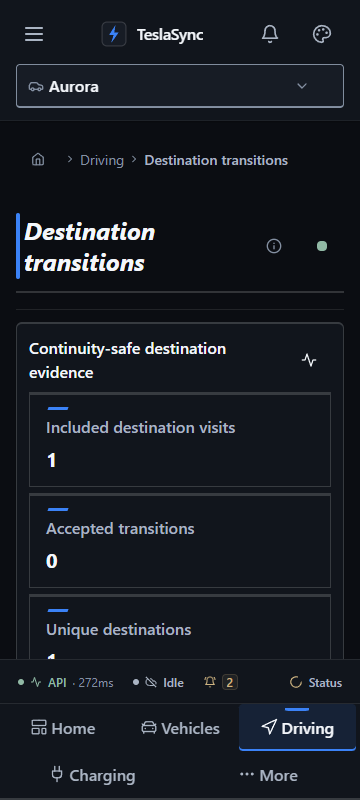 TeslaSync
Aurora
Driving
Destination transitions
Destination
transitions
Continuity-safe destination
evidence
Included destination visits
1
Accepted transitions
0
Unique destinations
API · 272ms
Idle
2
Status
Home
Vehicles
Driving
Charging
More